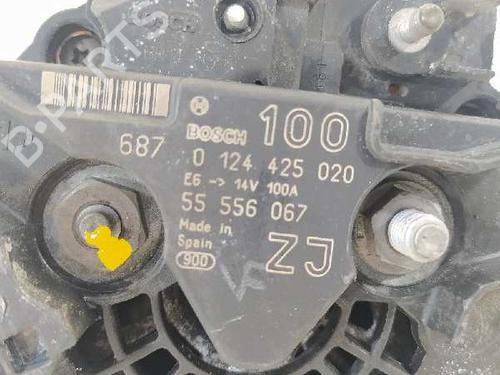 B-PARTS
BOSCH
BOSCH 100
687
0 124 425 020
E6 -> 14V 100A
55 556 067
Made in
Spain
900
ZJ